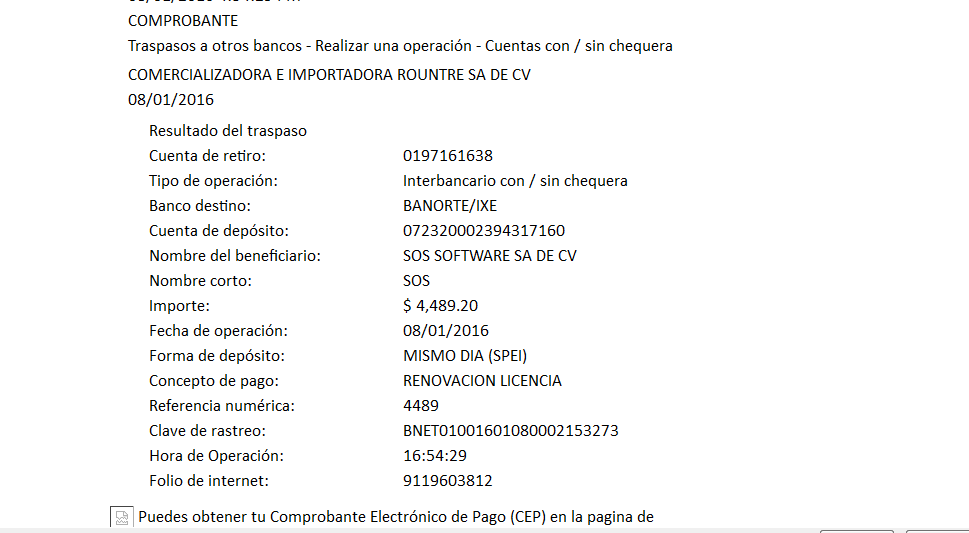 COMPROBANTE
Traspasos a otros bancos - Realizar una operación - Cuentas con / sin chequera
COMERCIALIZADORA E IMPORTADORA ROUNTRE SA DE CV
08/01/2016
Resultado del traspaso
Cuenta de retiro: 0197161638
Tipo de operación: Interbancario con / sin chequera
Banco destino: BANORTE/IXE
Cuenta de depósito: 072320002394317160
Nombre del beneficiario: SOS SOFTWARE SA DE CV
Nombre corto: SOS
Importe: $ 4,489.20
Fecha de operación: 08/01/2016
Forma de depósito: MISMO DIA (SPEI)
Concepto de pago: RENOVACION LICENCIA
Referencia numérica: 4489
Clave de rastreo: BNET01001601080002153273
Hora de Operación: 16:54:29
Folio de internet: 9119603812
Puedes obtener tu Comprobante Electrónico de Pago (CEP) en la pagina de